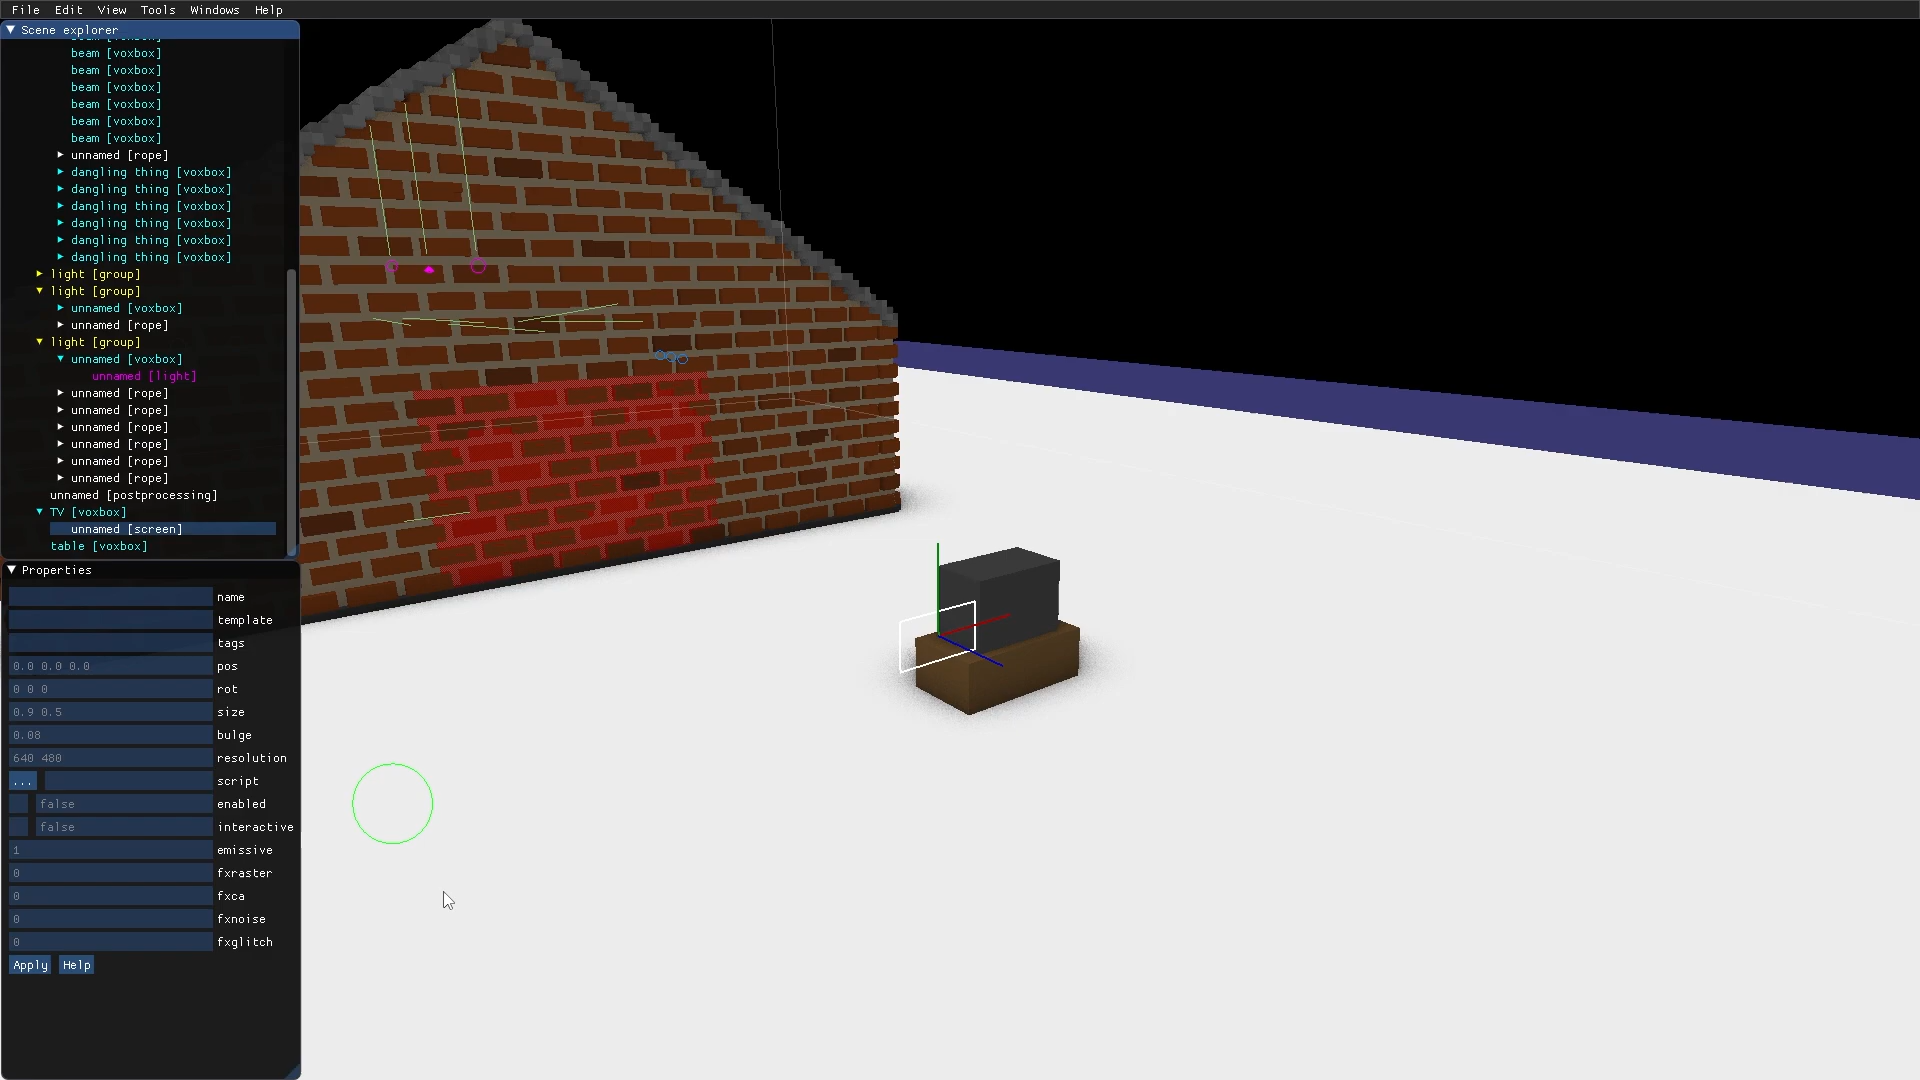 File Edit View Tools Windows Help
Scene explorer
beam [voxbox]
beam [voxbox]
beam [voxbox]
beam [voxbox]
beam [voxbox]
beam [voxbox]
beam [voxbox]
unnamed [rope]
dangling thing [voxbox]
dangling thing [voxbox]
dangling thing [voxbox]
dangling thing [voxbox]
dangling thing [voxbox]
dangling thing [voxbox]
light [group]
light [group]
unnamed [voxbox]
unnamed [rope]
light [group]
unnamed [voxbox]
unnamed [light]
unnamed [rope]
unnamed [rope]
unnamed [rope]
unnamed [rope]
unnamed [rope]
unnamed [rope]
unnamed [postprocessing]
TV [voxbox]
unnamed [screen]
table [voxbox]
Properties
name
template
tags
0.0 0.0 0.0 pos
0 0 0 rot
0.9 0.5 size
0.08 bulge
640 480 resolution
... script
false enabled
false interactive
1 emissive
0 fxraster
0 fxca
0 fxnoise
0 fxglitch
Apply Help